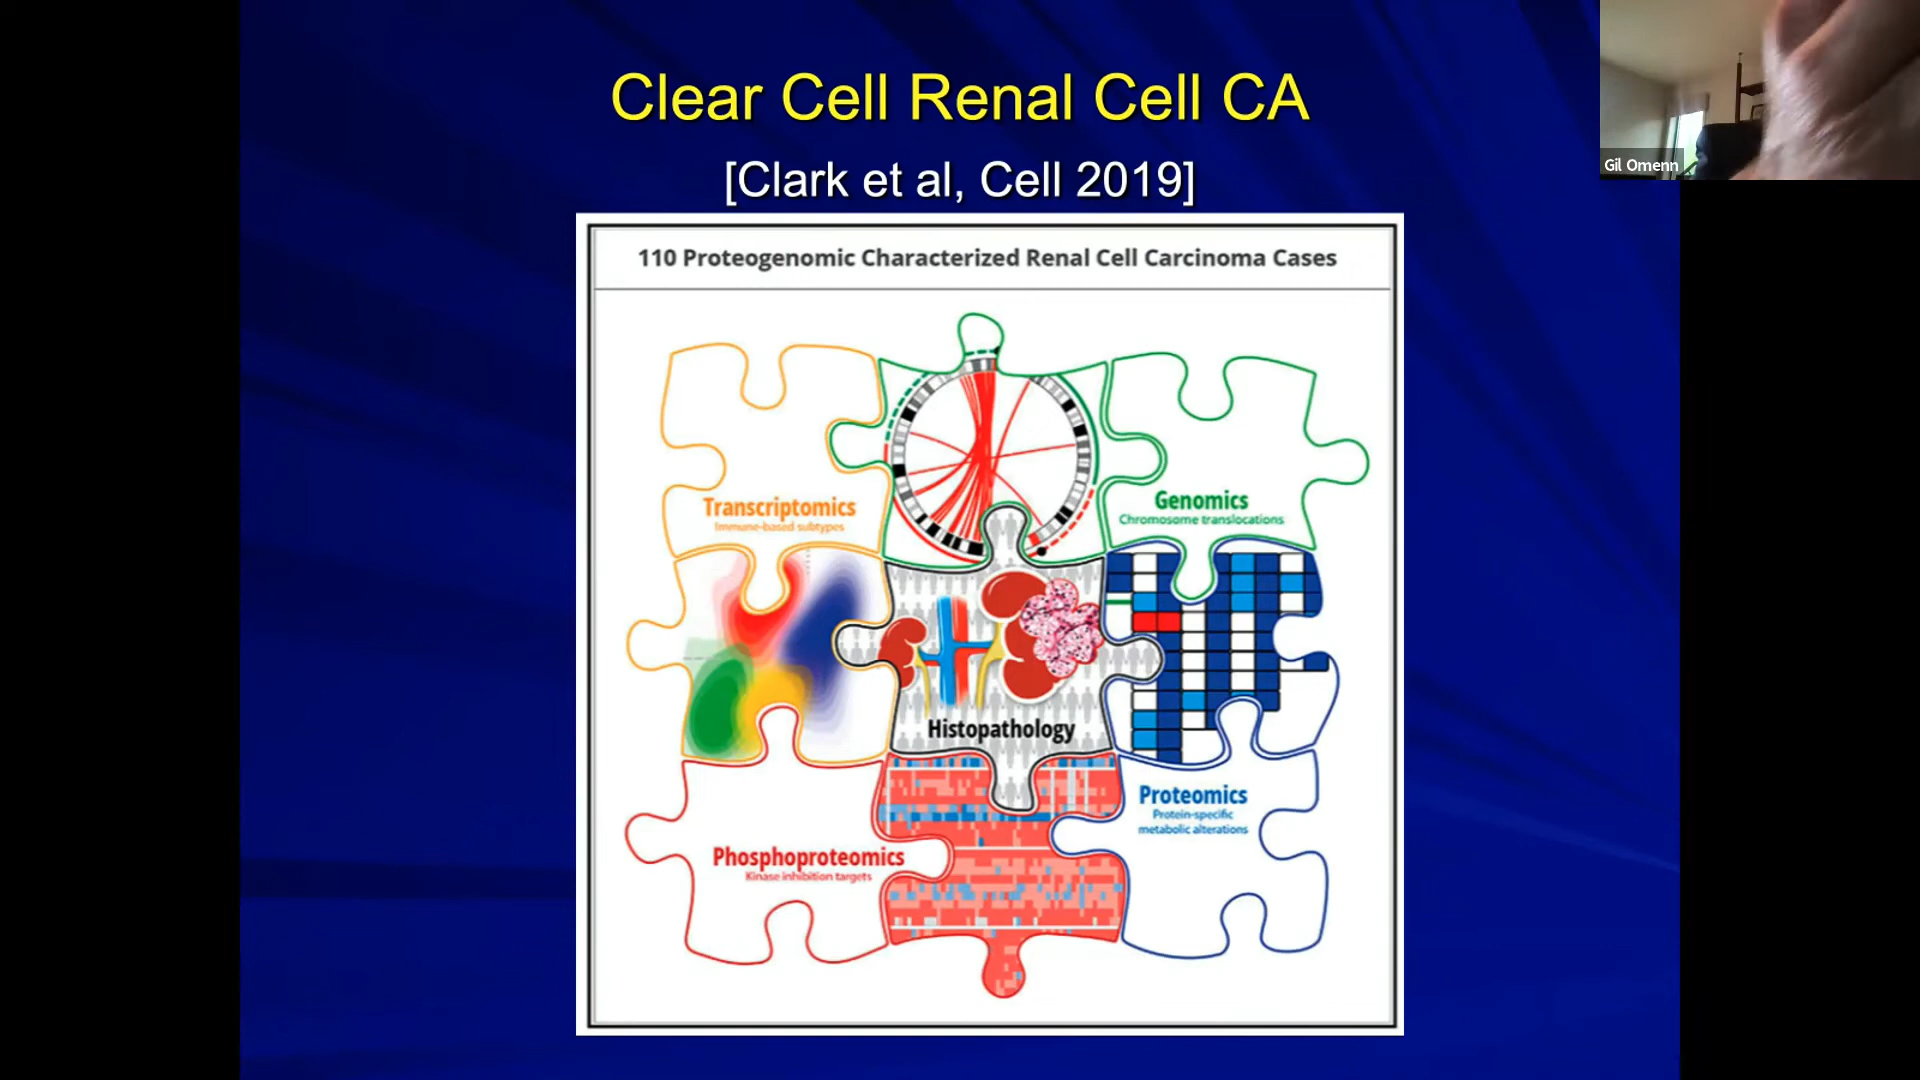 Clear Cell Renal Cell CA
[Clark et al, Cell 2019]
Gil Omenn
110 Proteogenomic Characterized Renal Cell Carcinoma Cases
Transcriptomics
Immune-based subtypes
Genomics
Chromosome translocations
Histopathology
Proteomics
Protein-specific
metabolic alterations
Phosphoproteomics
Kinase inhibition targets